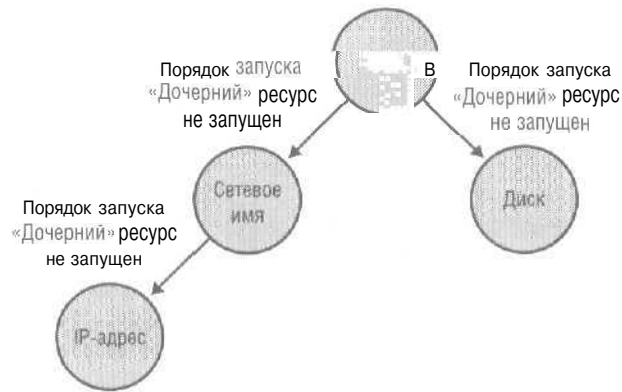 В
Порядок запуска
«Дочерний» ресурс
не запущен
Порядок запуска
«Дочерний» ресурс
не запущен
Сетевое
имя
Диск
Порядок запуска
«Дочерний» ресурс
не запущен
IP-адрес